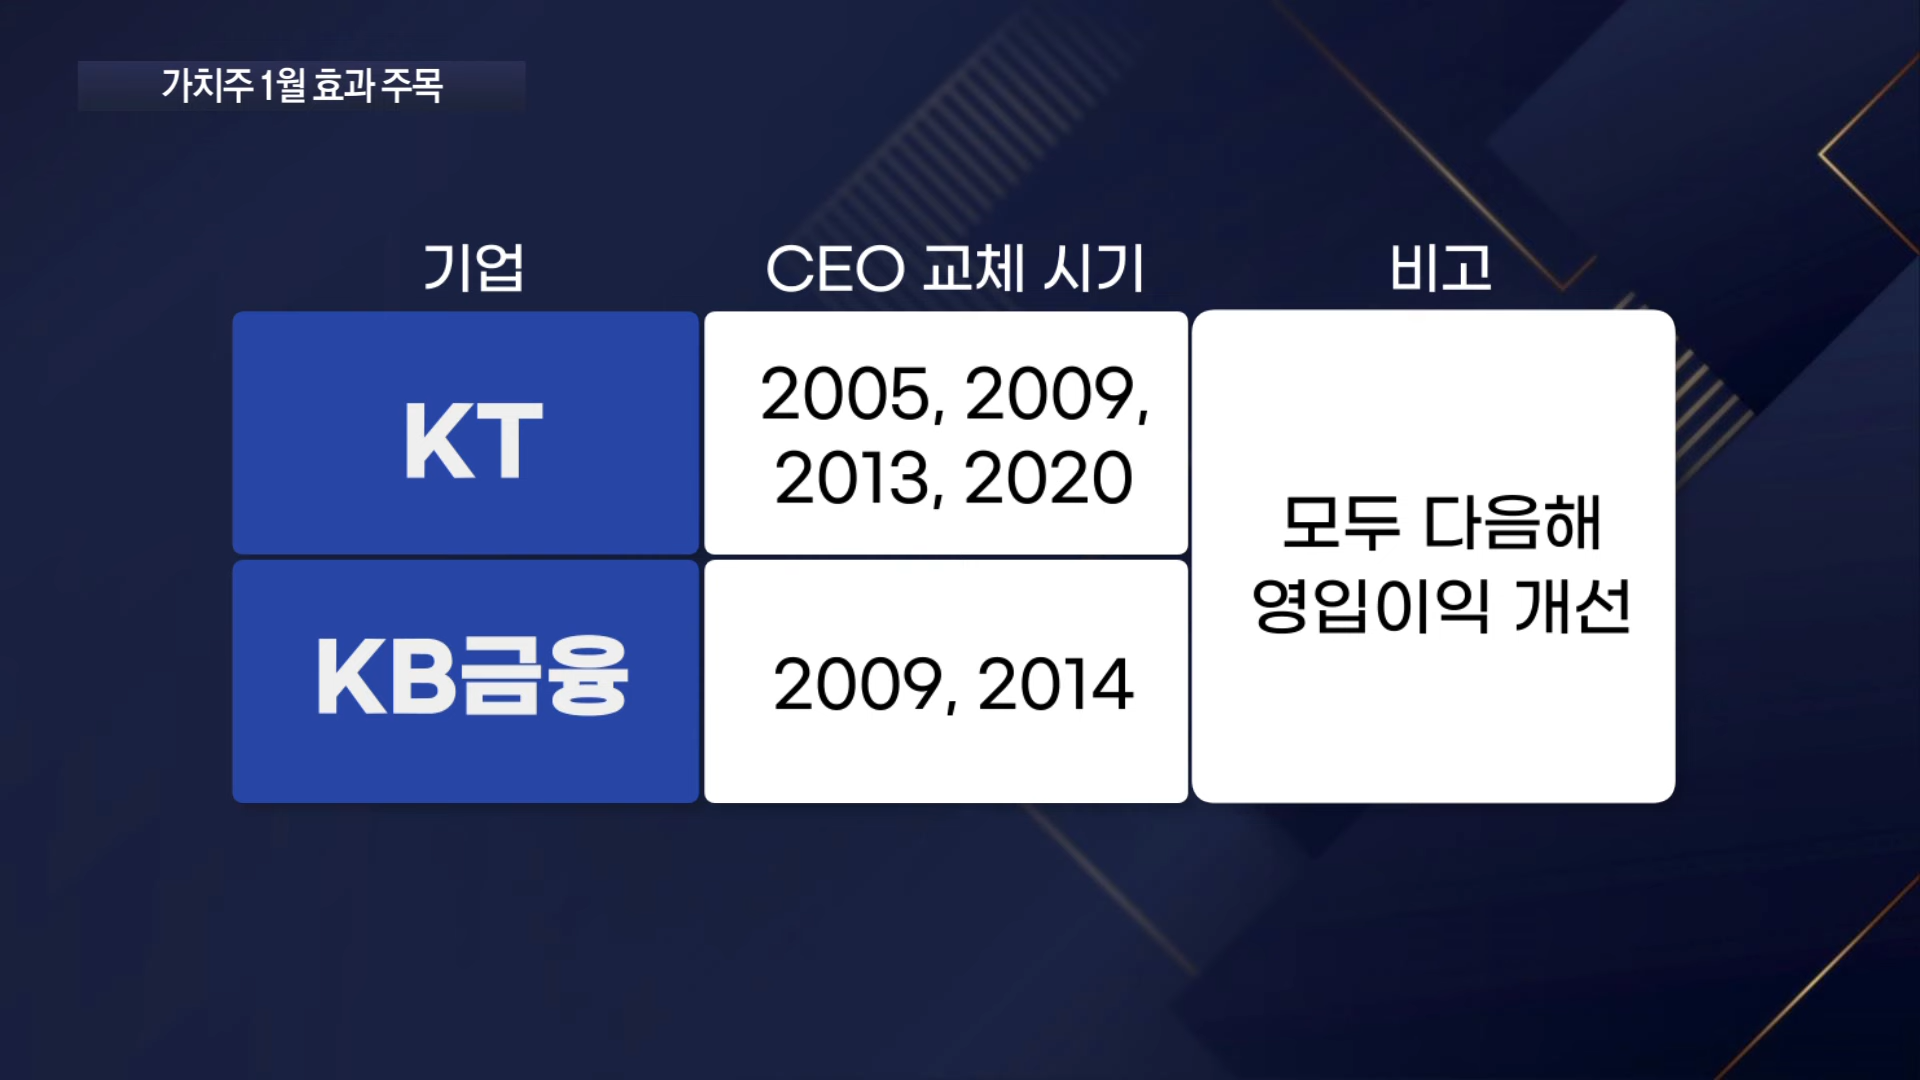 가치주 1월 효과 주목
기업 CEO 교체 시기 비고
KT
2005, 2009,
2013, 2020
KB금융
2009, 2014
모두 다음해
영입이익 개선